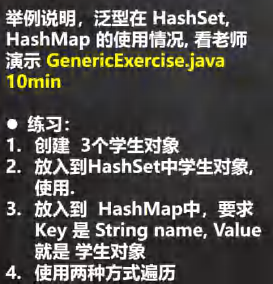 举例说明，泛型在 HashSet,
HashMap 的使用情况, 看老师
演示 GenericExercise.java
10min
● 练习：
1. 创建 3个学生对象
2. 放入到HashSet中学生对象,
使用.
3. 放入到 HashMap中，要求
Key 是 String name, Value
就是 学生对象
4. 使用两种方式遍历